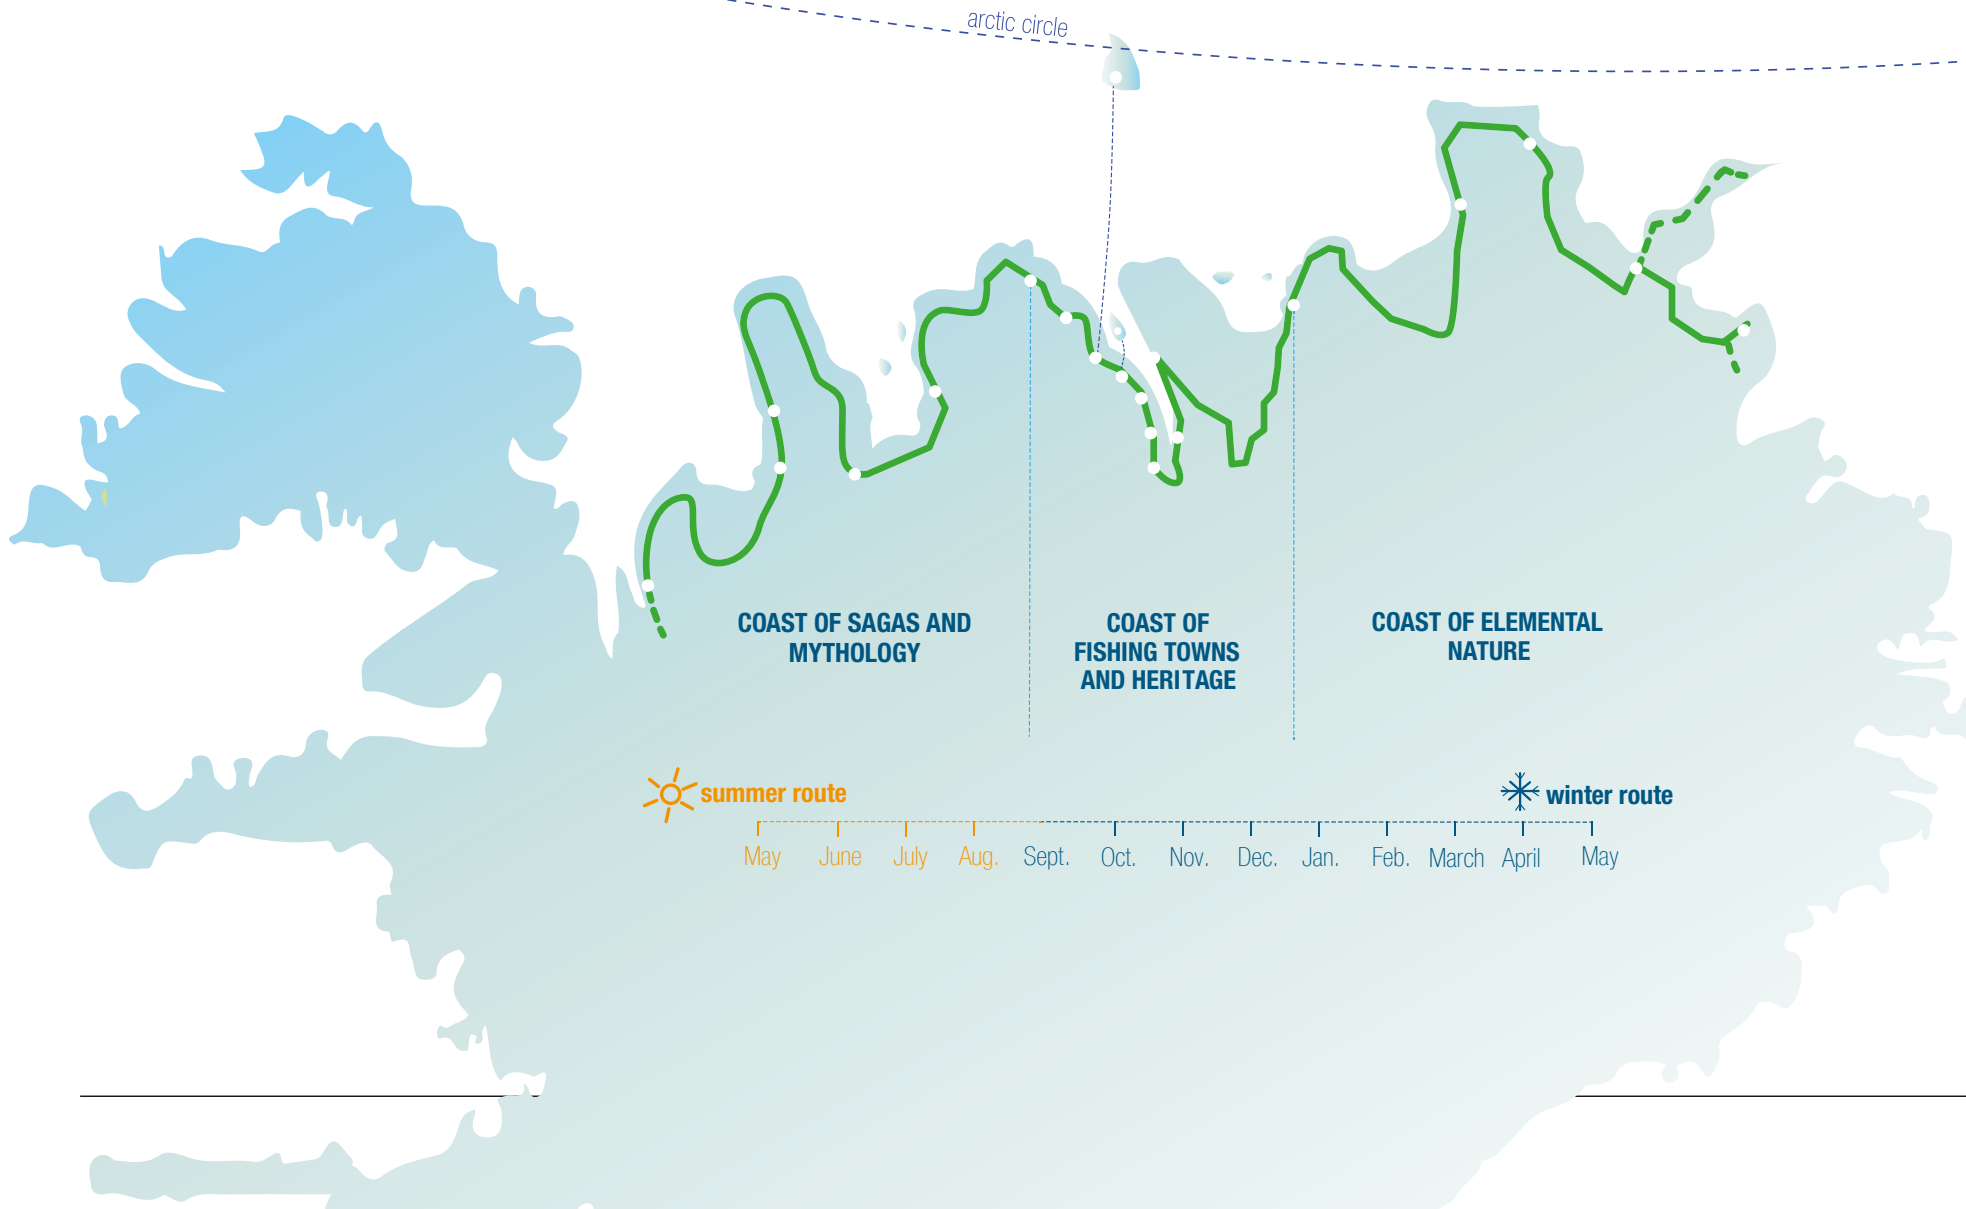 arctic circle
COAST OF SAGAS AND
MYTHOLOGY
COAST OF
FISHING TOWNS
AND HERITAGE
COAST OF ELEMENTAL
NATURE
summer route
winter route
May June July Aug. Sept. Oct. Nov. Dec. Jan. Feb. March April May